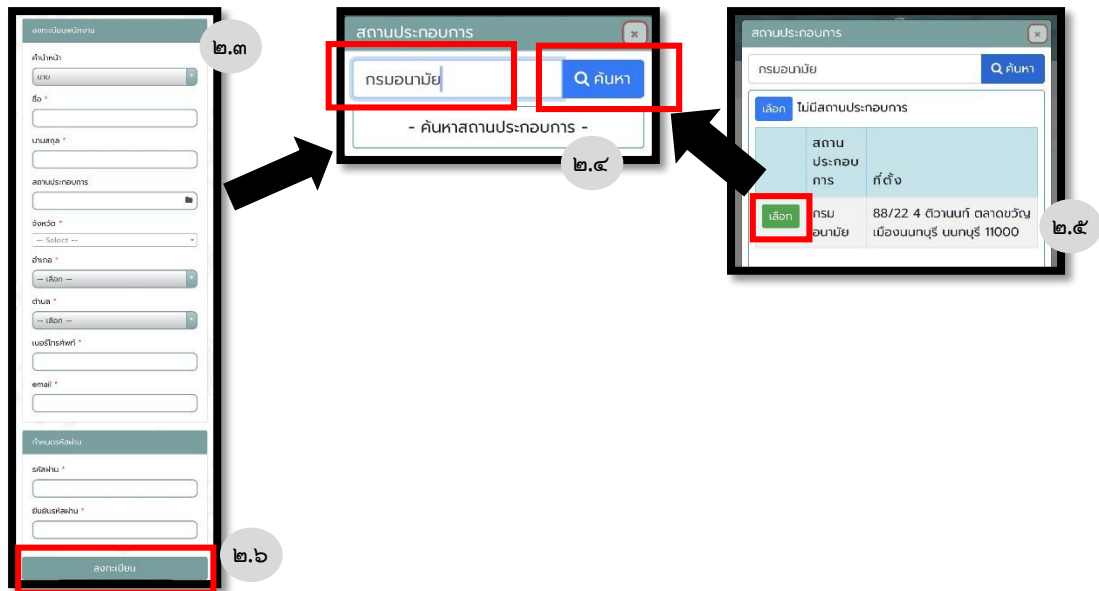 ลงทะเบียนพนักงาน
๒.๓
คำนำหน้า
นาย
ชื่อ *
นามสกุล *
สถานประกอบการ
จังหวัด *
-- Select --
อำเภอ *
-- เลือก --
ตำบล *
-- เลือก --
เบอร์โทรศัพท์ *
email *
กำหนดรหัสผ่าน
รหัสผ่าน *
ยืนยันรหัสผ่าน *
ลงทะเบียน
๒.๖
สถานประกอบการ
×
กรมอนามัย
ค้นหา
- ค้นหาสถานประกอบการ -
๒.๔
สถานประกอบการ
×
กรมอนามัย
ค้นหา
เลือก ไม่มีสถานประกอบการ
สถาน
ประกอบ
การ ที่ตั้ง
เลือก กรม 88/22 4 ติวานนท์ ตลาดขวัญ
อนามัย เมืองนนทบุรี นนทบุรี 11000
๒.๕